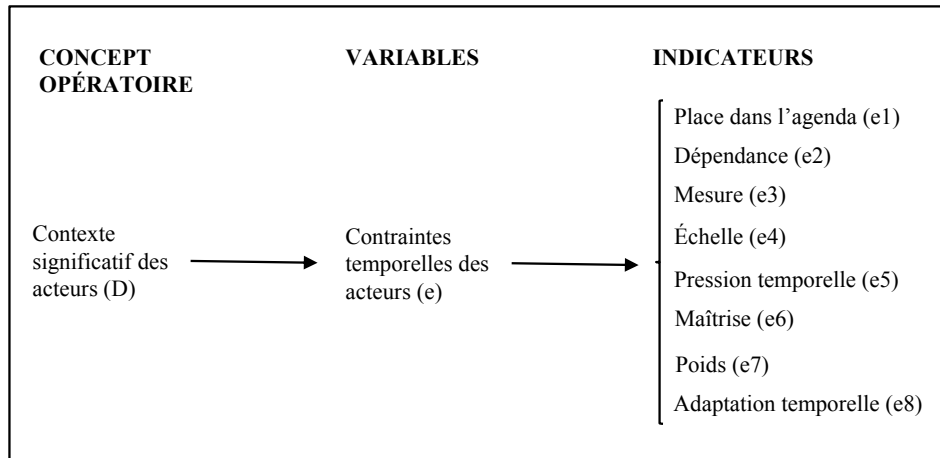 CONCEPT
OPÉRATOIRE
VARIABLES
INDICATEURS
Contexte
significatif des
acteurs (D)
Contraintes
temporelles des
acteurs (e)
Place dans l’agenda (e1)
Dépendance (e2)
Mesure (e3)
Échelle (e4)
Pression temporelle (e5)
Maîtrise (e6)
Poids (e7)
Adaptation temporelle (e8)